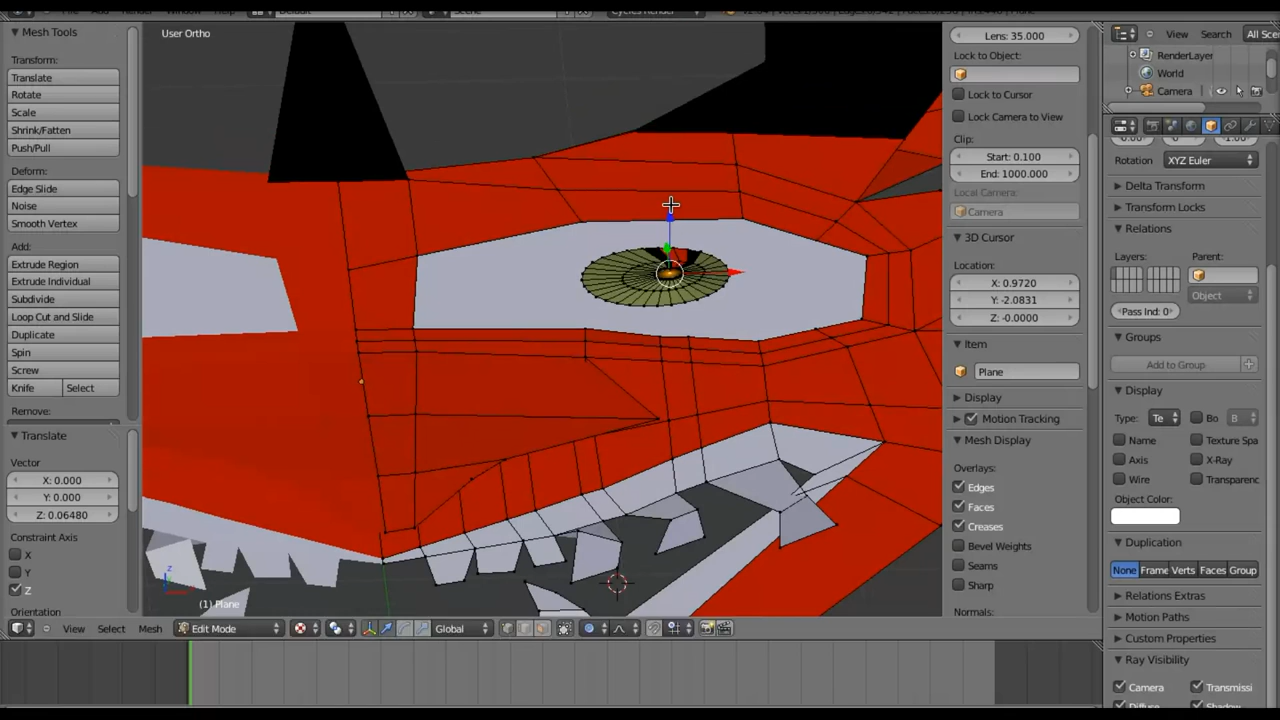 Mesh Tools
Transform:
Translate
Rotate
Scale
Shrink/Fatten
Push/Pull
Deform:
Edge Slide
Noise
Smooth Vertex
Add:
Extrude Region
Extrude Individual
Subdivide
Loop Cut and Slide
Duplicate
Spin
Screw
Knife Select
Remove:
Translate
Vector
X: 0.000
Y: 0.000
Z: 0.06480
Constraint Axis
X
Y
Z
Orientation
User Ortho
(1) Plane
View Select Mesh Edit Mode Global
Lens: 35.000
Lock to Object:
Lock to Cursor
Lock Camera to View
Clip:
Start: 0.100
End: 1000.000
Local Camera:
Camera
3D Cursor
Location:
X: 0.9720
Y: -2.0831
Z: -0.0000
Item
Plane
Display
Motion Tracking
Mesh Display
Overlays:
Edges
Faces
Creases
Bevel Weights
Seams
Sharp
Normals:
View Search All Sce
RenderLayer
World
Camera
Rotation XYZ Euler
Delta Transform
Transform Locks
Relations
Layers: Parent:
Object
Pass Ind: 0
Groups
Add to Group
Display
Type: Te Bo B
Name Texture Spa
Axis X-Ray
Wire Transparenc
Object Color:
Duplication
None Frame Verts Faces Group
Relations Extras
Motion Paths
Custom Properties
Ray Visibility
Camera Transmissi